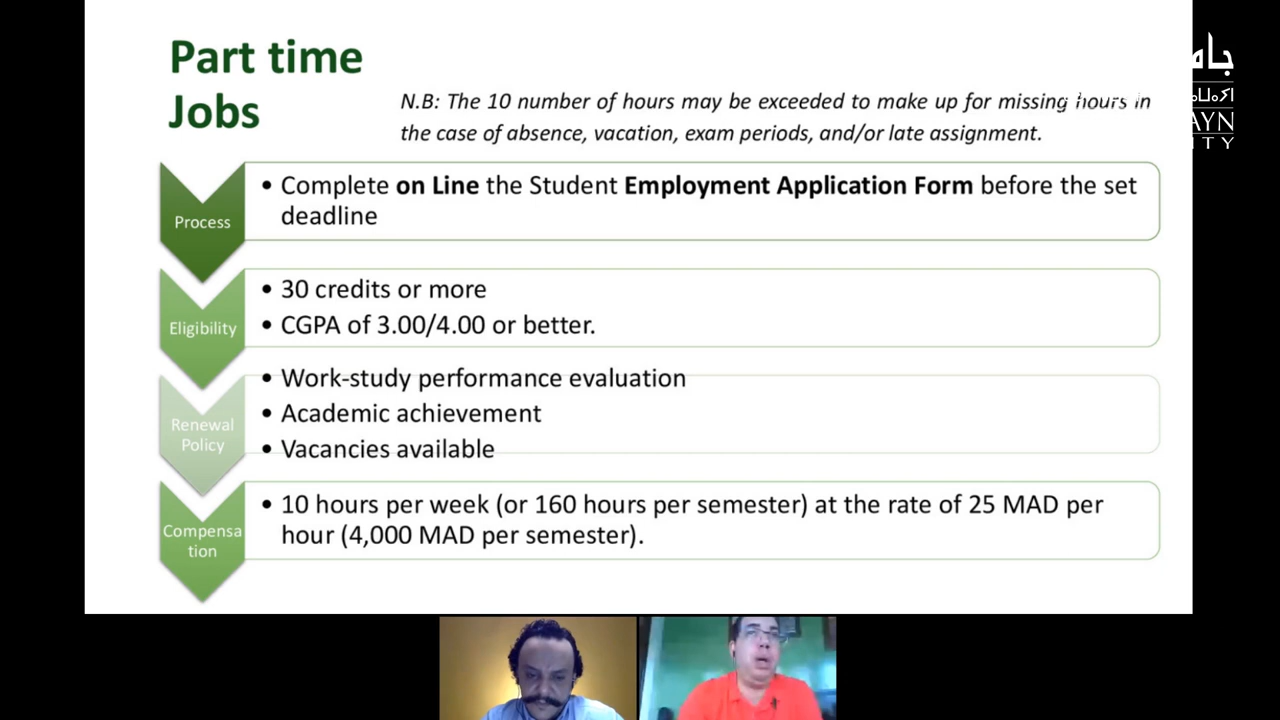 Part time
Jobs
N.B: The 10 number of hours may be exceeded to make up for missing hours in
the case of absence, vacation, exam periods, and/or late assignment.
Process
• Complete on Line the Student Employment Application Form before the set
deadline
Eligibility
• 30 credits or more
• CGPA of 3.00/4.00 or better.
Renewal
Policy
• Work-study performance evaluation
• Academic achievement
• Vacancies available
Compensa
tion
• 10 hours per week (or 160 hours per semester) at the rate of 25 MAD per
hour (4,000 MAD per semester).
AYN
ITY